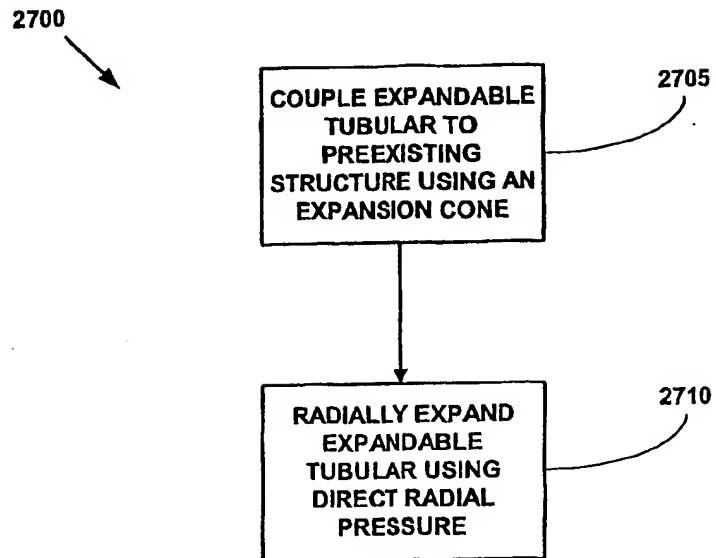 2700
COUPLE EXPANDABLE
TUBULAR TO
PREEXISTING
STRUCTURE USING AN
EXPANSION CONE
2705
RADIALLY EXPAND
EXPANDABLE
TUBULAR USING
DIRECT RADIAL
PRESSURE
2710